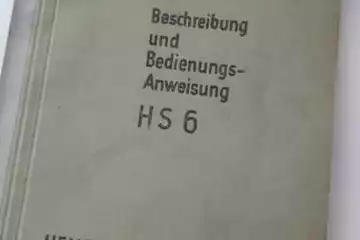 Beschreibung
und
Bedienungs-
Anweisung
HS 6